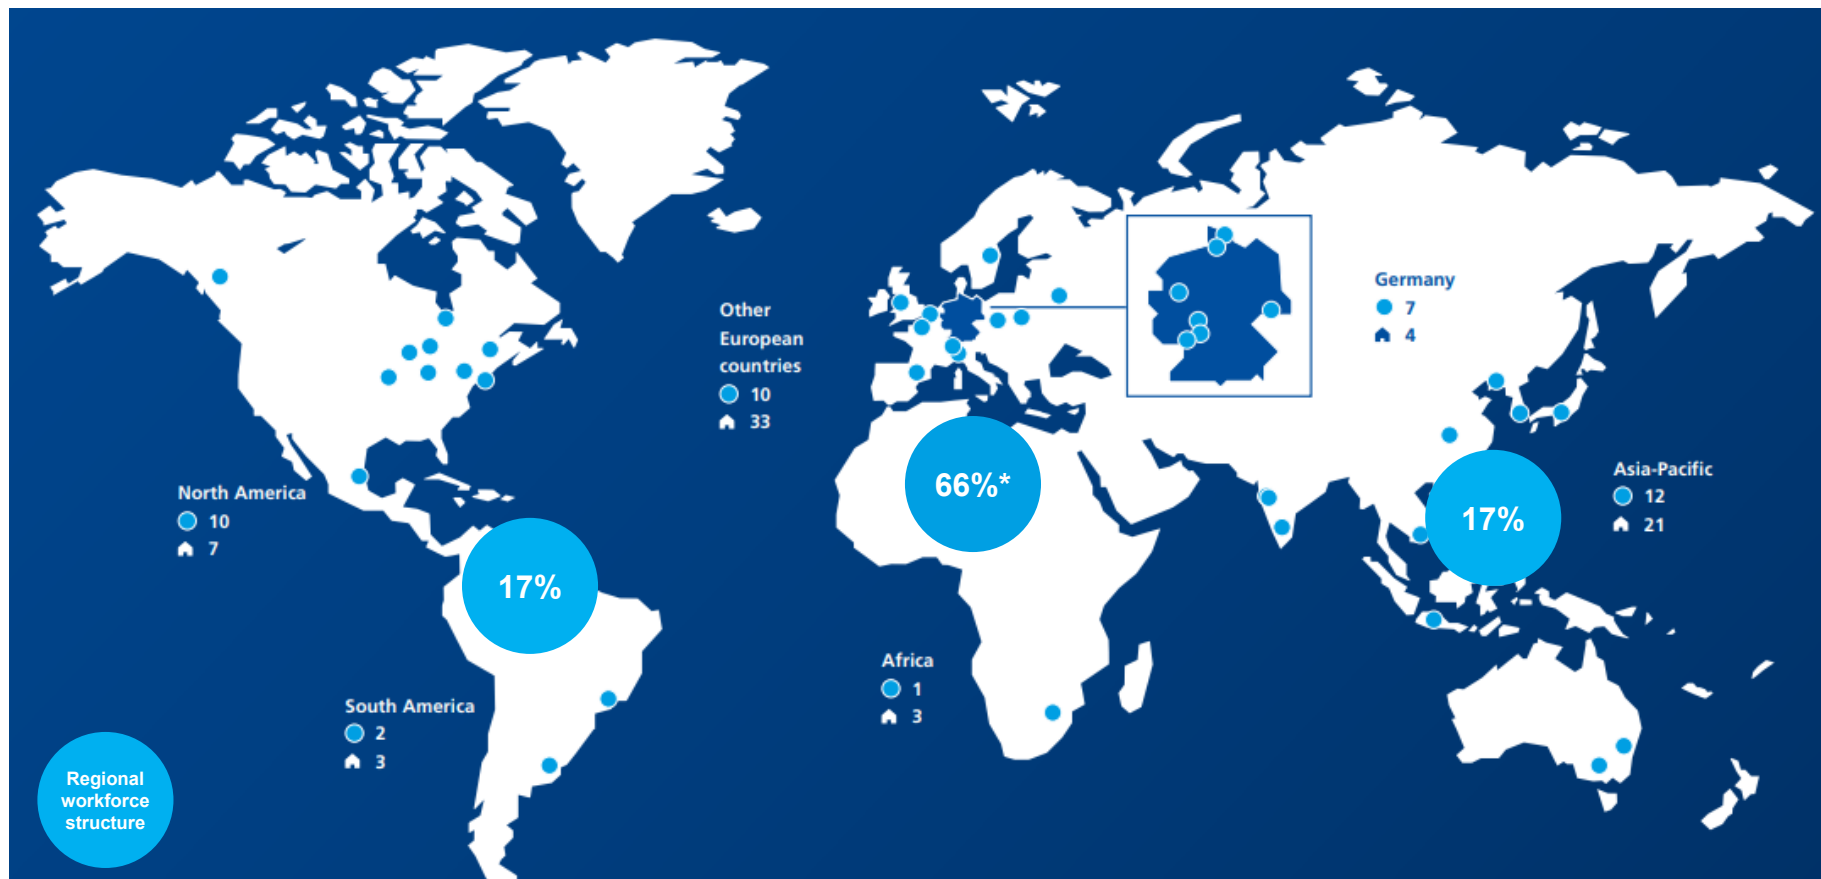 Other
European
countries
10
33
Germany
7
4
66%*
Asia-Pacific
12
21
17%
North America
10
7
17%
Africa
1
3
South America
2
3
Regional
workforce
structure